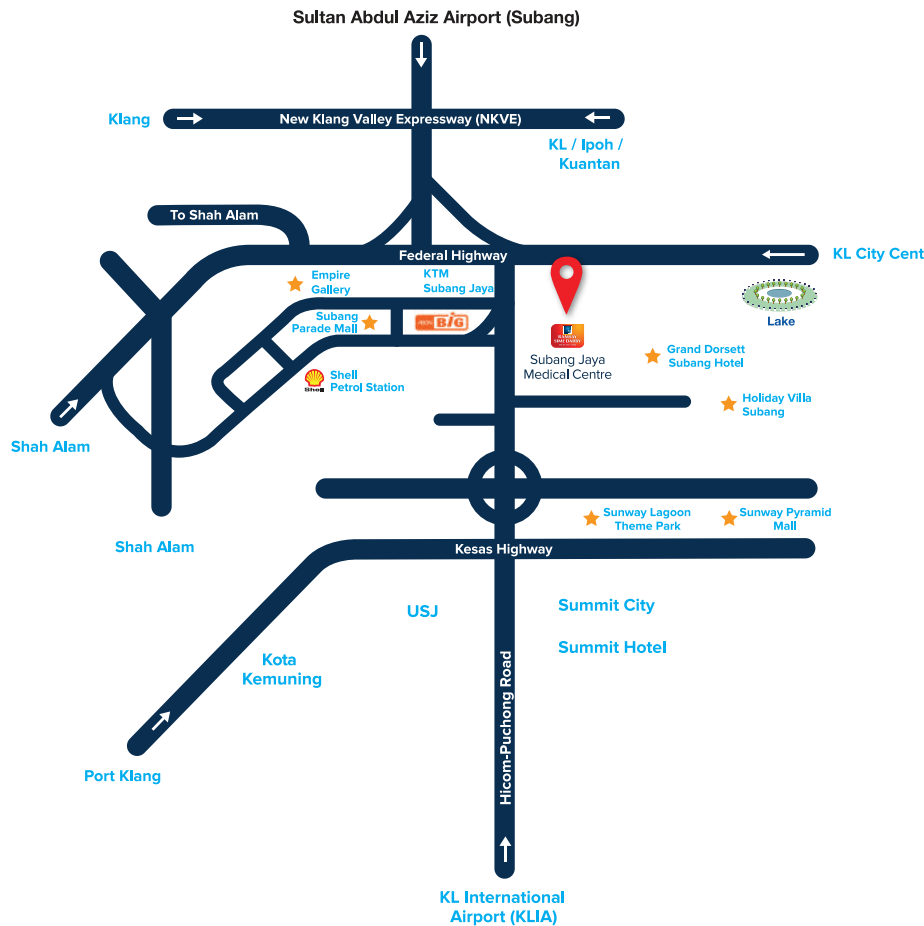 Sultan Abdul Aziz Airport (Subang)
Klang
New Klang Valley Expressway (NKVE)
KL / Ipoh /
Kuantan
To Shah Alam
Federal Highway
KL City Cent
Empire
Gallery
KTM
Subang Jaya
Subang
Parade Mall
BIG
Lake
Subang Jaya
Medical Centre
Grand Dorsett
Subang Hotel
Shell
Shell
Petrol Station
Holiday Villa
Subang
Shah Alam
Sunway Lagoon
Theme Park
Sunway Pyramid
Mall
Shah Alam
Kesas Highway
USJ
Summit City
Summit Hotel
Kota
Kemuning
Hicom-Puchong Road
Port Klang
KL International
Airport (KLIA)